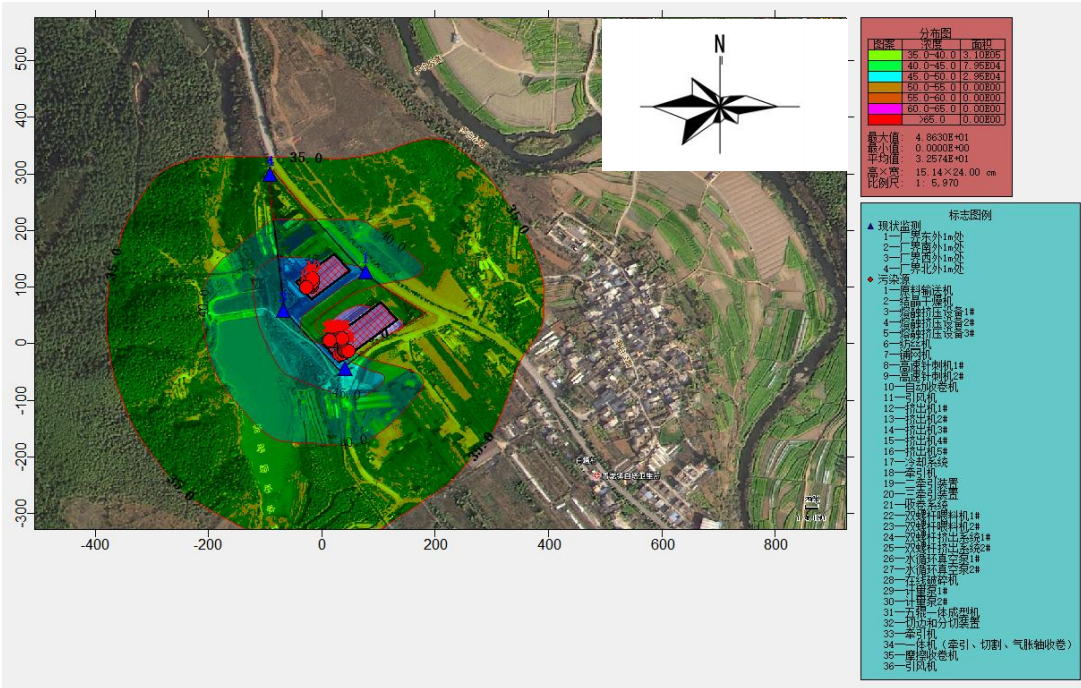 N
分布图
图案 浓度 面积
35.0-40.0 3.10E05
40.0-45.0 7.95E04
45.0-50.0 2.95E04
50.0-55.0 0.00E00
55.0-60.0 0.00E00
60.0-65.0 0.00E00
>65.0 0.00E00
最大值: 4.8630E+01
最小值: 0.0000E+00
平均值: 3.2574E+01
高×宽: 15.14×24.00 cm
比例尺: 1: 5,970
标志图例
现状监测
1—厂界东外1m处
2—厂界南外1m处
3—厂界西外1m处
4—厂界北外1m处
污染源
1—原料输送机
2—结晶干燥机
3—熔融挤压设备1#
4—熔融挤压设备2#
5—熔融挤压设备3#
6—纺丝机
7—铺网机
8—高速针刺机1#
9—高速针刺机2#
10—自动收卷机
11—引风机
12—挤出机1#
13—挤出机2#
14—挤出机3#
15—挤出机4#
16—挤出机5#
17—冷却系统
18—牵引机
19—二牵引装置
20—三牵引装置
21—收卷系统
22—双螺杆喂料机1#
23—双螺杆喂料机2#
24—双螺杆挤出系统1#
25—双螺杆挤出系统2#
26—水循环真空泵1#
27—水循环真空泵2#
28—在线破碎机
29—计量泵1#
30—计量泵2#
31—五辊一体成型机
32—切边和分切装置
33—牵引机
34—一体机（牵引、切割、气胀轴收卷）
35—摩擦收卷机
36—引风机
500
400
300
200
100
0
-100
-200
-300
-400 -200 0 200 400 600 800
35.0
35.0
35.0
35.0
35.0
40.0
40.0